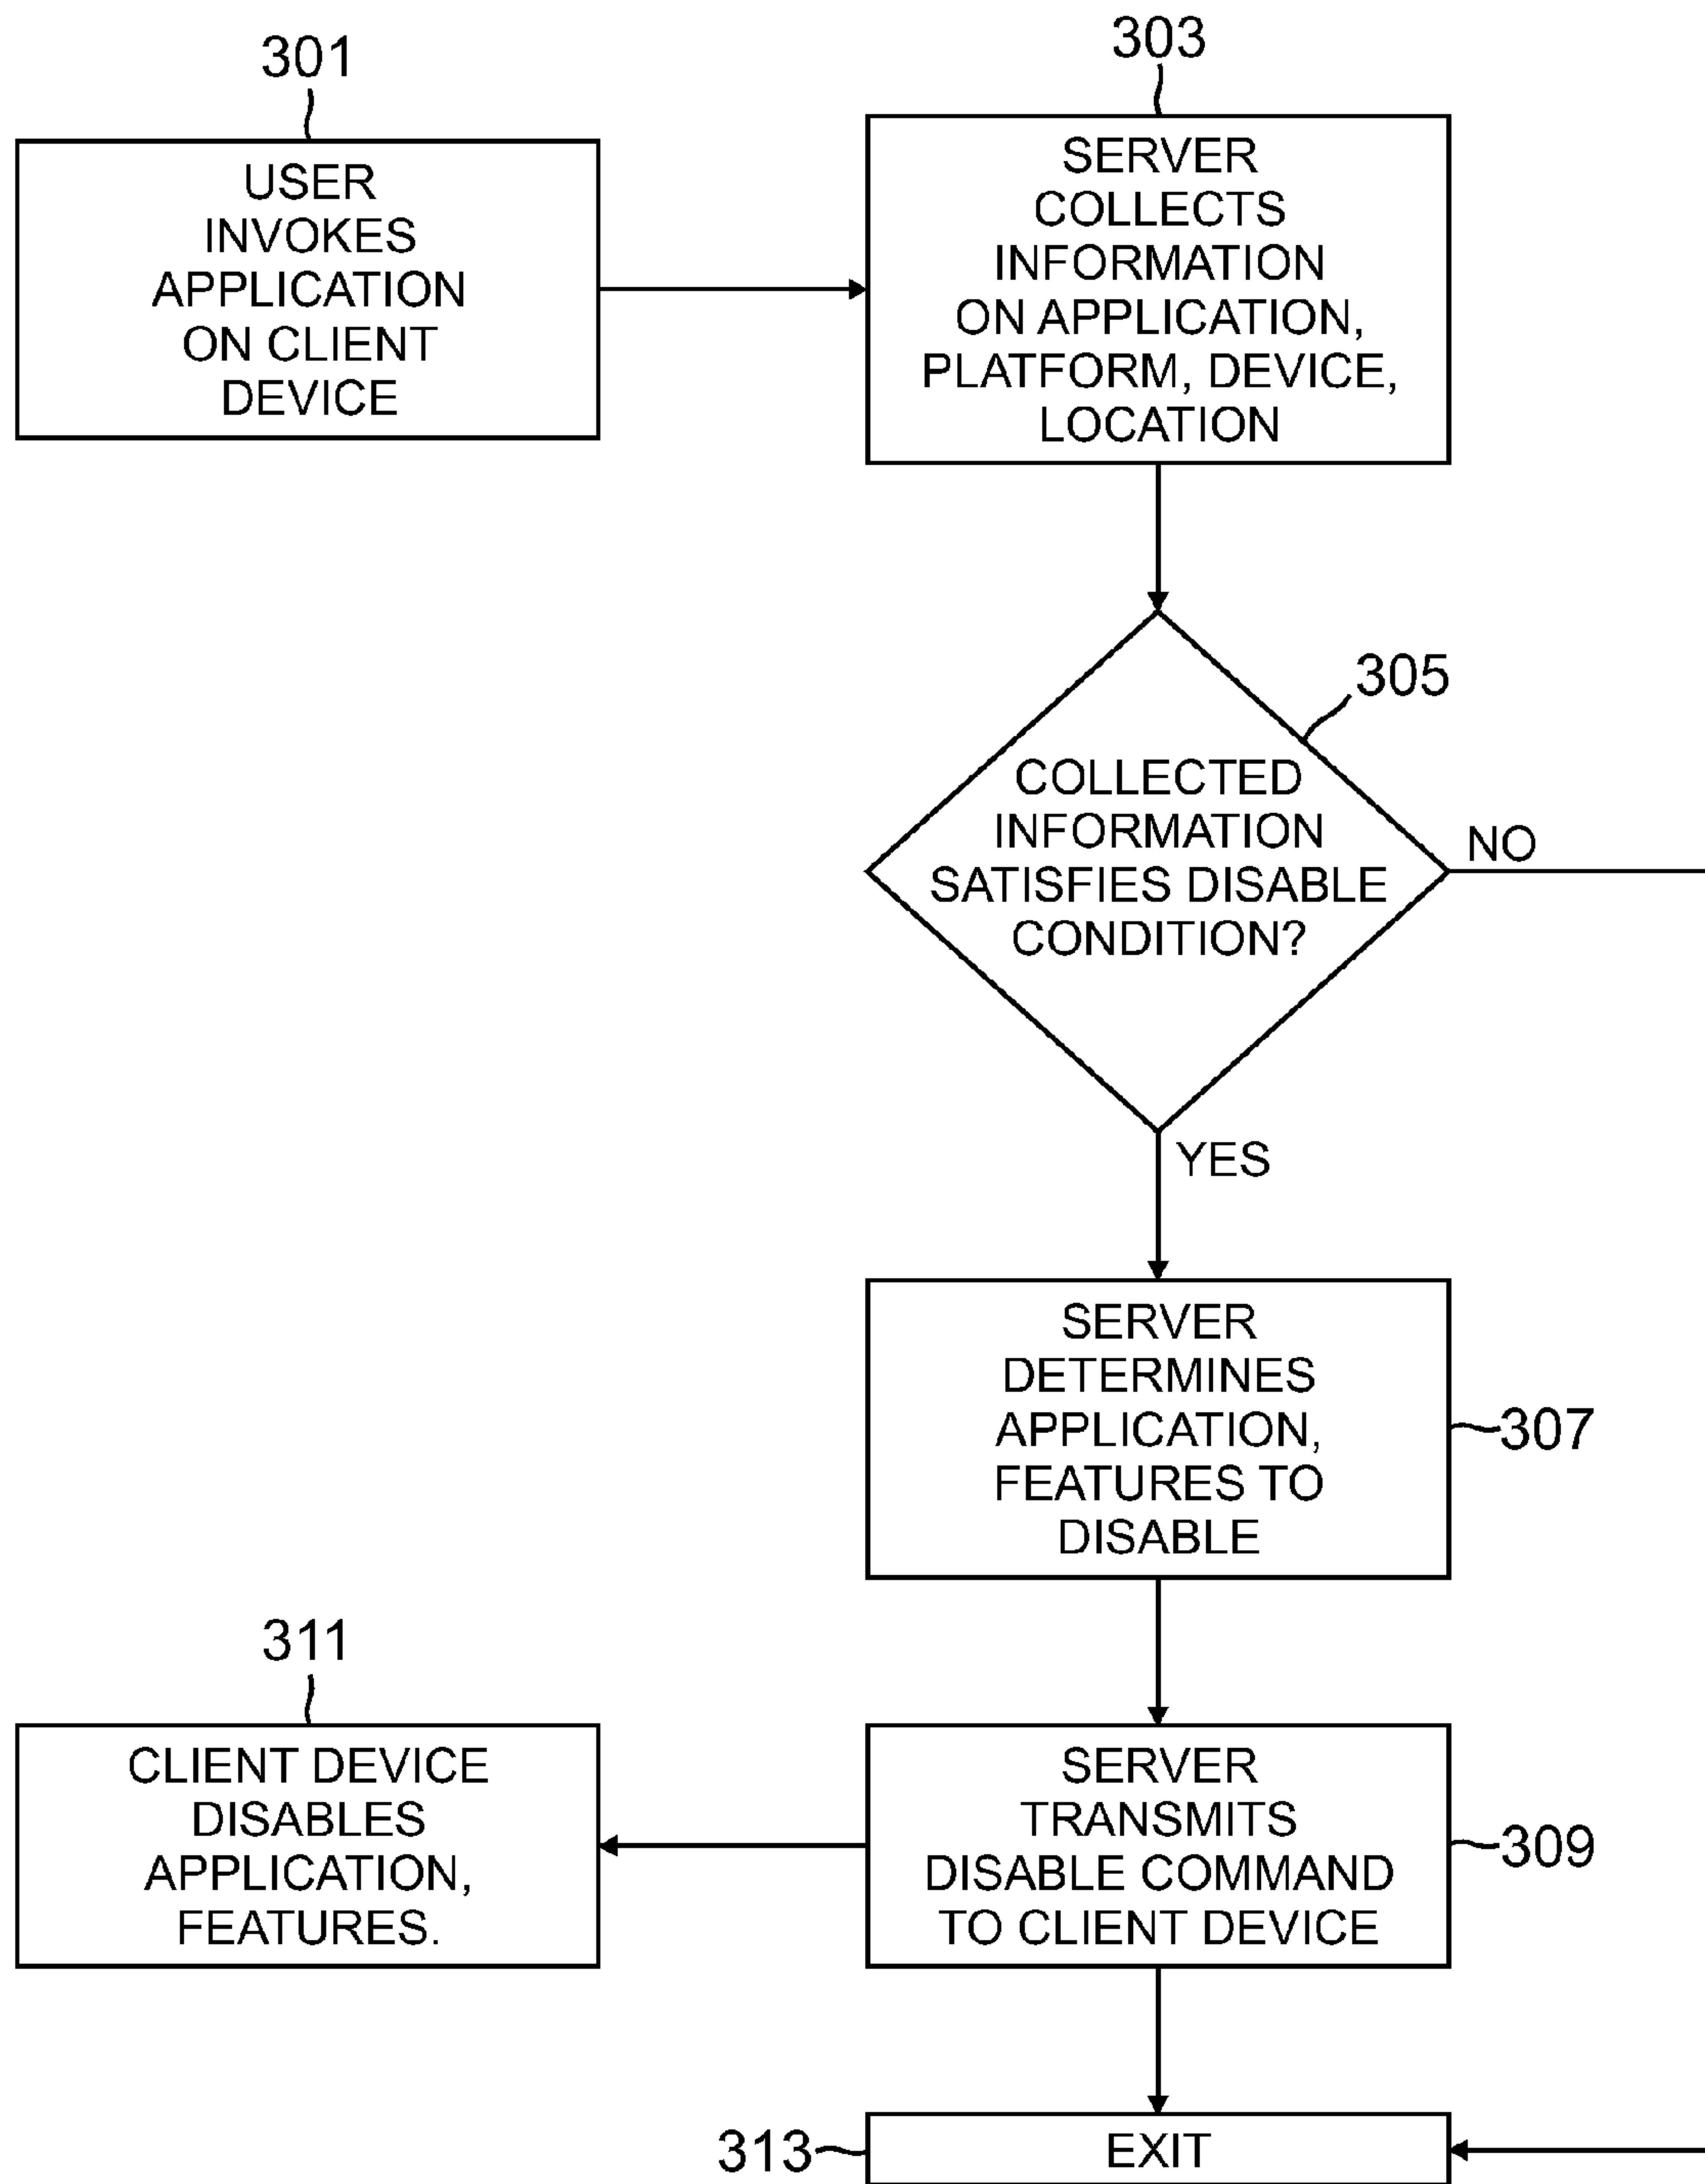 301
USER
INVOKES
APPLICATION
ON CLIENT
DEVICE
303
SERVER
COLLECTS
INFORMATION
ON APPLICATION,
PLATFORM, DEVICE,
LOCATION
305
COLLECTED
INFORMATION
SATISFIES DISABLE
CONDITION?
NO
YES
SERVER
DETERMINES
APPLICATION,
FEATURES TO
DISABLE
307
311
CLIENT DEVICE
DISABLES
APPLICATION,
FEATURES.
SERVER
TRANSMITS
DISABLE COMMAND
TO CLIENT DEVICE
309
313
EXIT